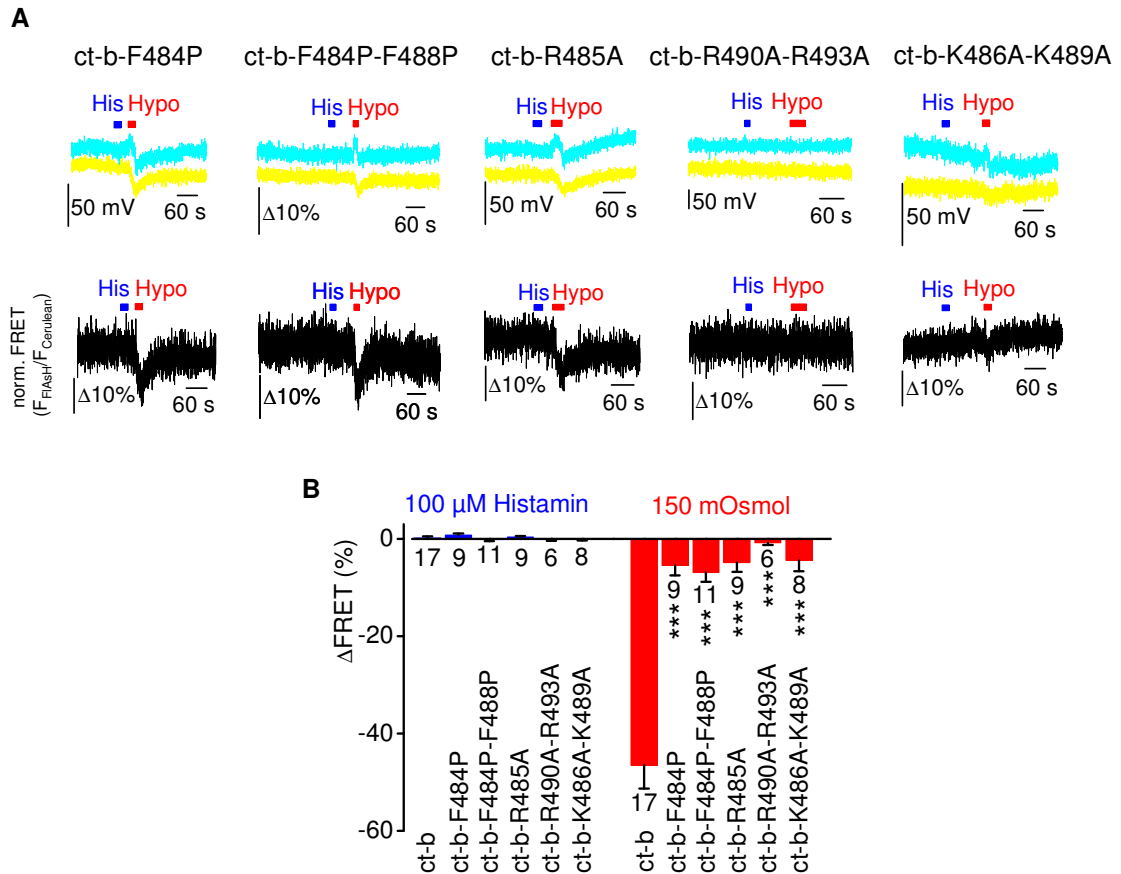 A
ct-b-F484P ct-b-F484P-F488P ct-b-R485A ct-b-R490A-R493A ct-b-K486A-K489A
His Hypo His Hypo His Hypo His Hypo His Hypo
50 mV 60 s Δ10% 60 s 50 mV 60 s 50 mV 60 s 50 mV 60 s
norm. FRET
(F_FlAsH/F_Cerulean)
His Hypo His Hypo His Hypo His Hypo His Hypo
Δ10% 60 s Δ10% 60 s Δ10% 60 s Δ10% 60 s Δ10% 60 s
B
100 µM Histamin 150 mOsmol
ΔFRET (%)
0
-20
-40
-60
17 9 11 9 6 8
17 9 11 9 6 8
*** *** *** *** ***
ct-b
ct-b-F484P
ct-b-F484P-F488P
ct-b-R485A
ct-b-R490A-R493A
ct-b-K486A-K489A
ct-b
ct-b-F484P
ct-b-F484P-F488P
ct-b-R485A
ct-b-R490A-R493A
ct-b-K486A-K489A